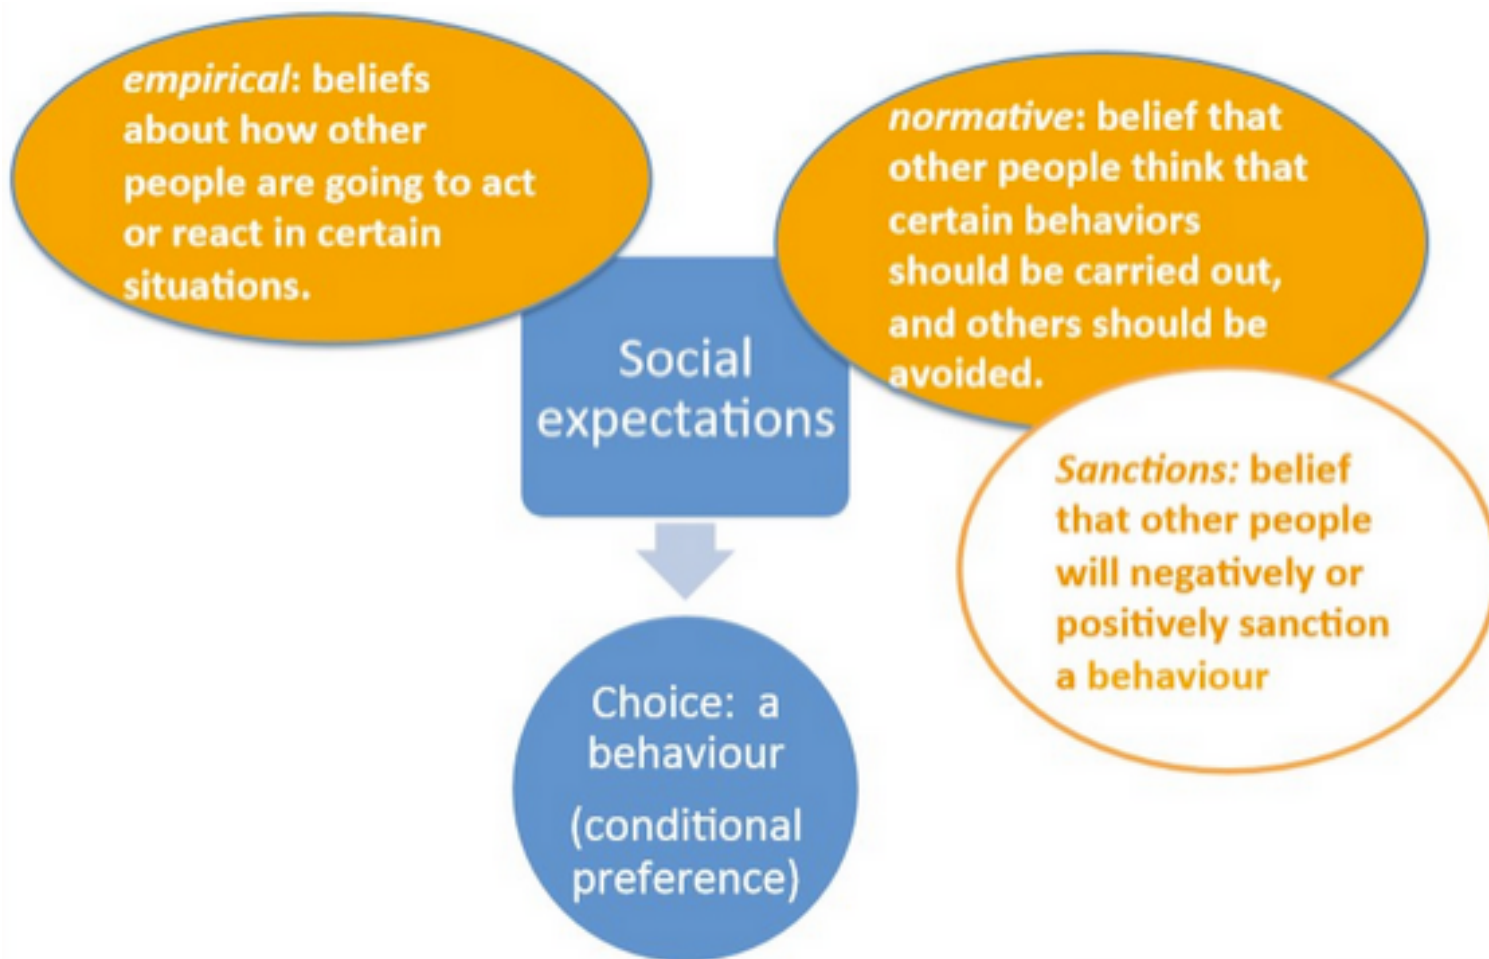 empirical: beliefs
about how other
people are going to act
or react in certain
situations.
normative: belief that
other people think that
certain behaviors
should be carried out,
and others should be
avoided.
Social
expectations
Sanctions: belief
that other people
will negatively or
positively sanction
a behaviour
Choice:  a
behaviour
(conditional
preference)